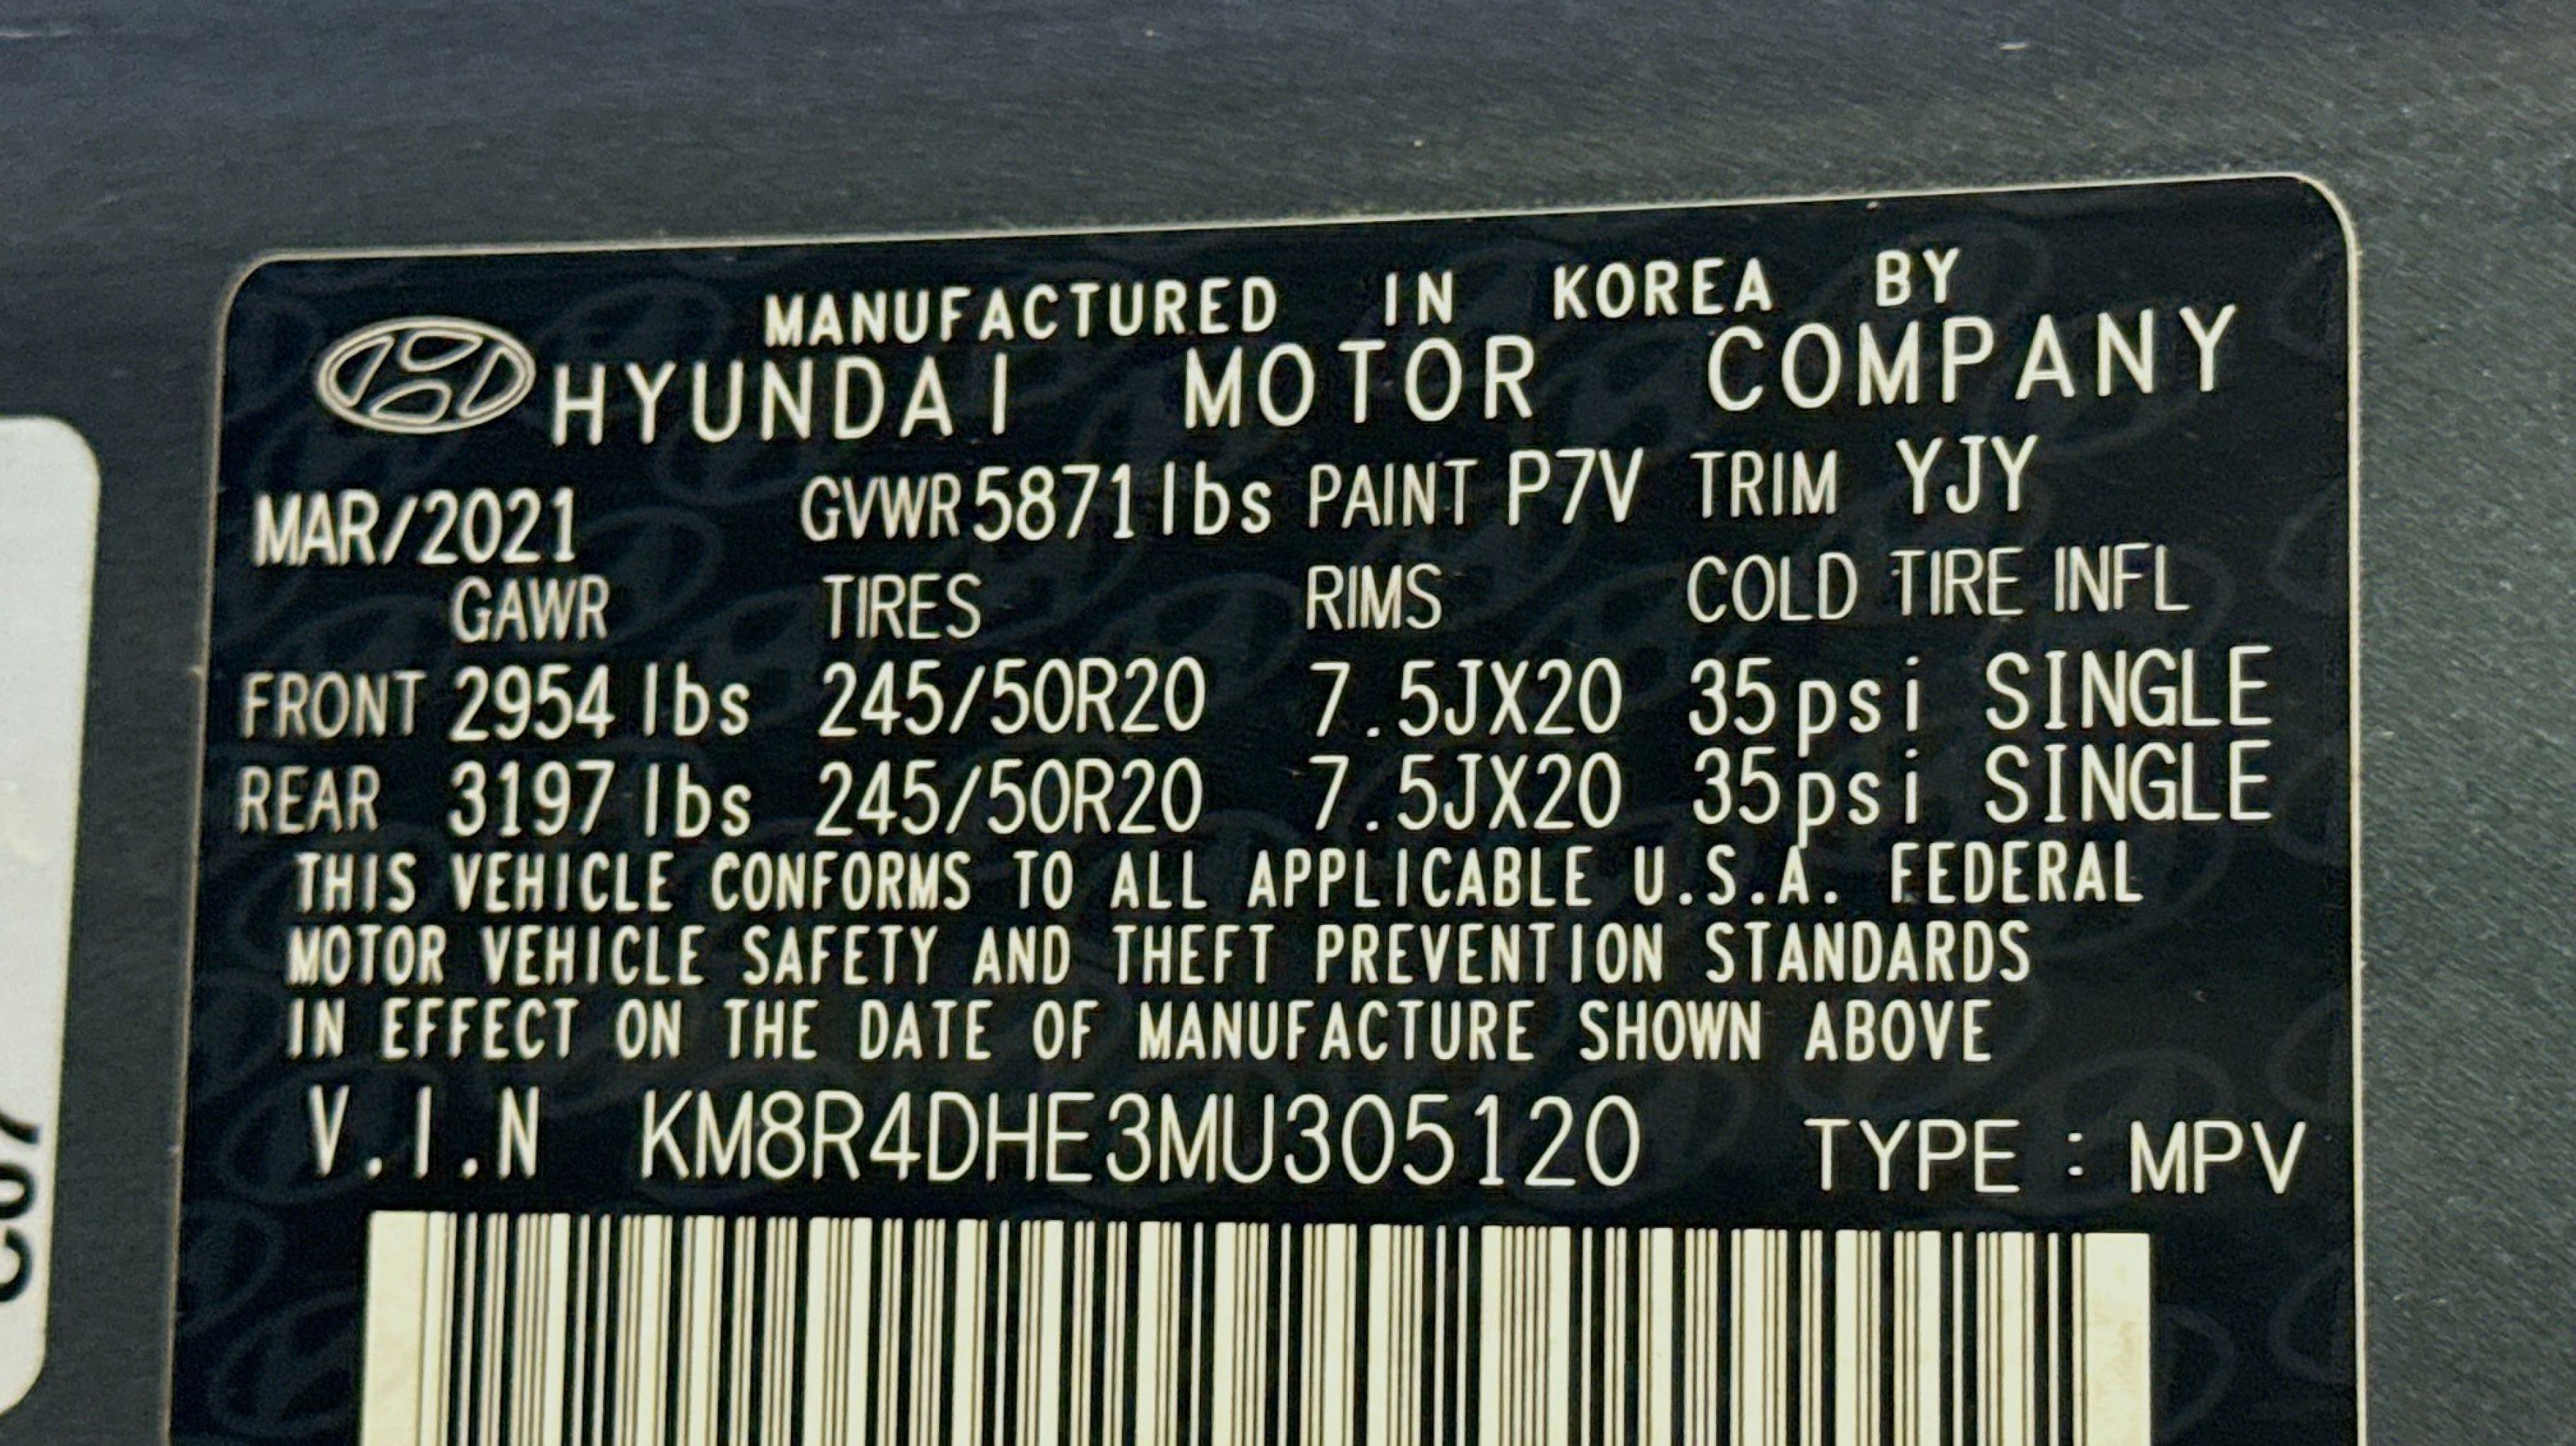 MANUFACTURED IN KOREA BY
HYUNDAI MOTOR COMPANY
MAR/2021 GVWR 5871 lbs PAINT P7V TRIM YJY
GAWR TIRES RIMS COLD TIRE INFL
FRONT 2954 lbs 245/50R20 7.5JX20 35psi SINGLE
REAR 3197 lbs 245/50R20 7.5JX20 35psi SINGLE
THIS VEHICLE CONFORMS TO ALL APPLICABLE U.S.A. FEDERAL
MOTOR VEHICLE SAFETY AND THEFT PREVENTION STANDARDS
IN EFFECT ON THE DATE OF MANUFACTURE SHOWN ABOVE
V.I.N KM8R4DHE3MU305120 TYPE : MPV